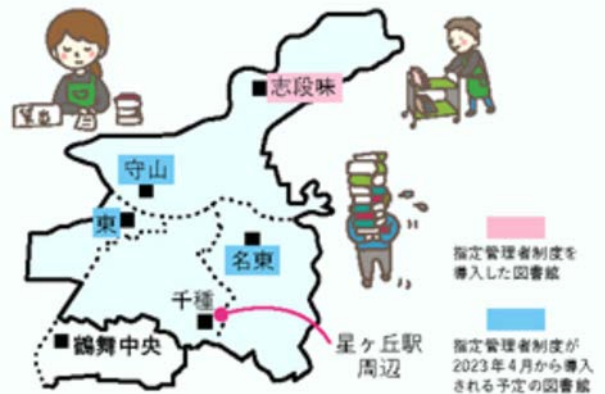 志段味
守山
東
名東
千種
鶴舞中央
星ヶ丘駅
周辺
指定管理者制度を
導入した図書館
指定管理者制度が
2023年4月から導入
される予定の図書館